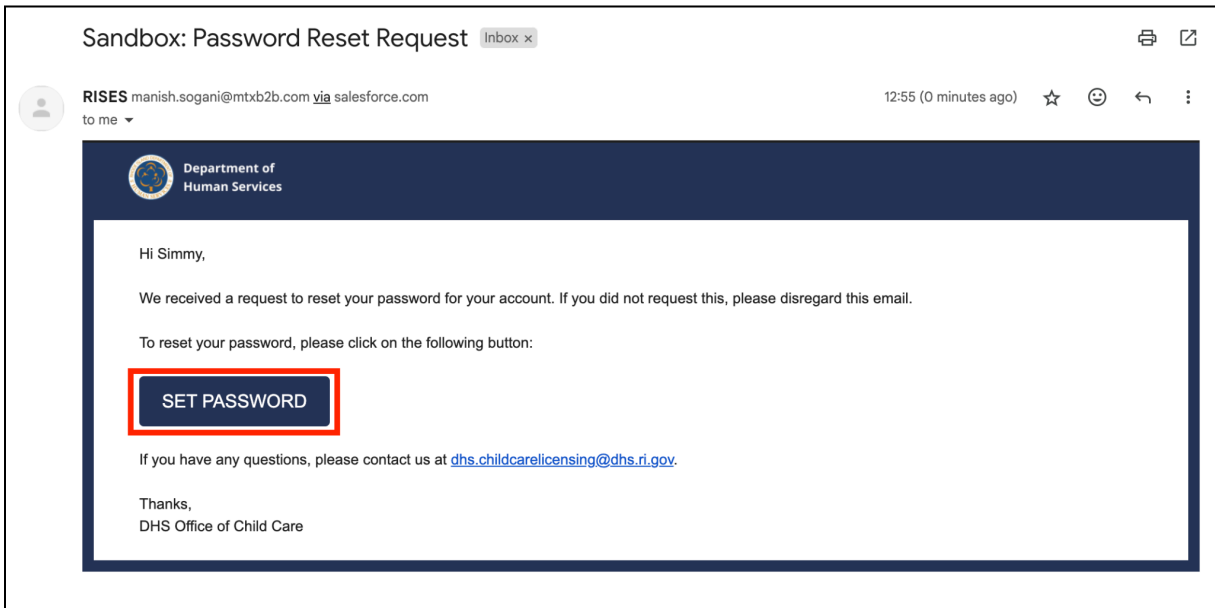 Sandbox: Password Reset Request Inbox ×
RISES manish.sogani@mtxb2b.com via salesforce.com 12:55 (0 minutes ago)
to me
Department of
Human Services
Hi Simmy,
We received a request to reset your password for your account. If you did not request this, please disregard this email.
To reset your password, please click on the following button:
SET PASSWORD
If you have any questions, please contact us at dhs.childcarelicensing@dhs.ri.gov.
Thanks,
DHS Office of Child Care